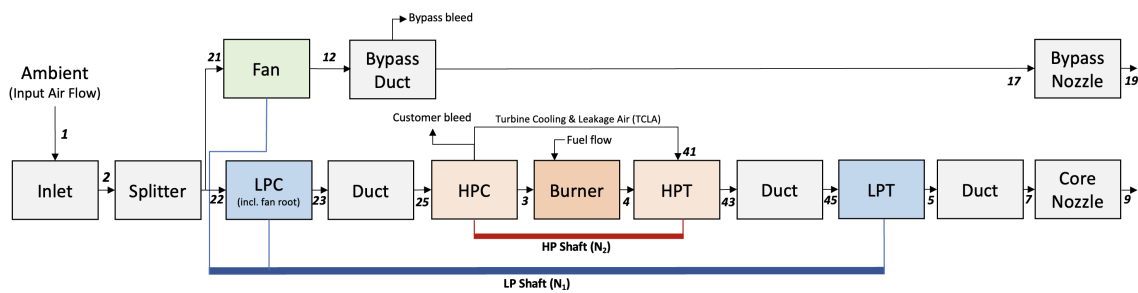 Bypass bleed
21
Fan
12
Bypass
Duct
17
Bypass
Nozzle
19
Ambient
(Input Air Flow)
1
Customer bleed
Turbine Cooling & Leakage Air (TCLA)
Fuel flow
41
Inlet
2
Splitter
22
LPC
(incl. fan root)
23
Duct
25
HPC
3
Burner
4
HPT
43
Duct
45
LPT
5
Duct
7
Core
Nozzle
9
HP Shaft (N2)
LP Shaft (N1)